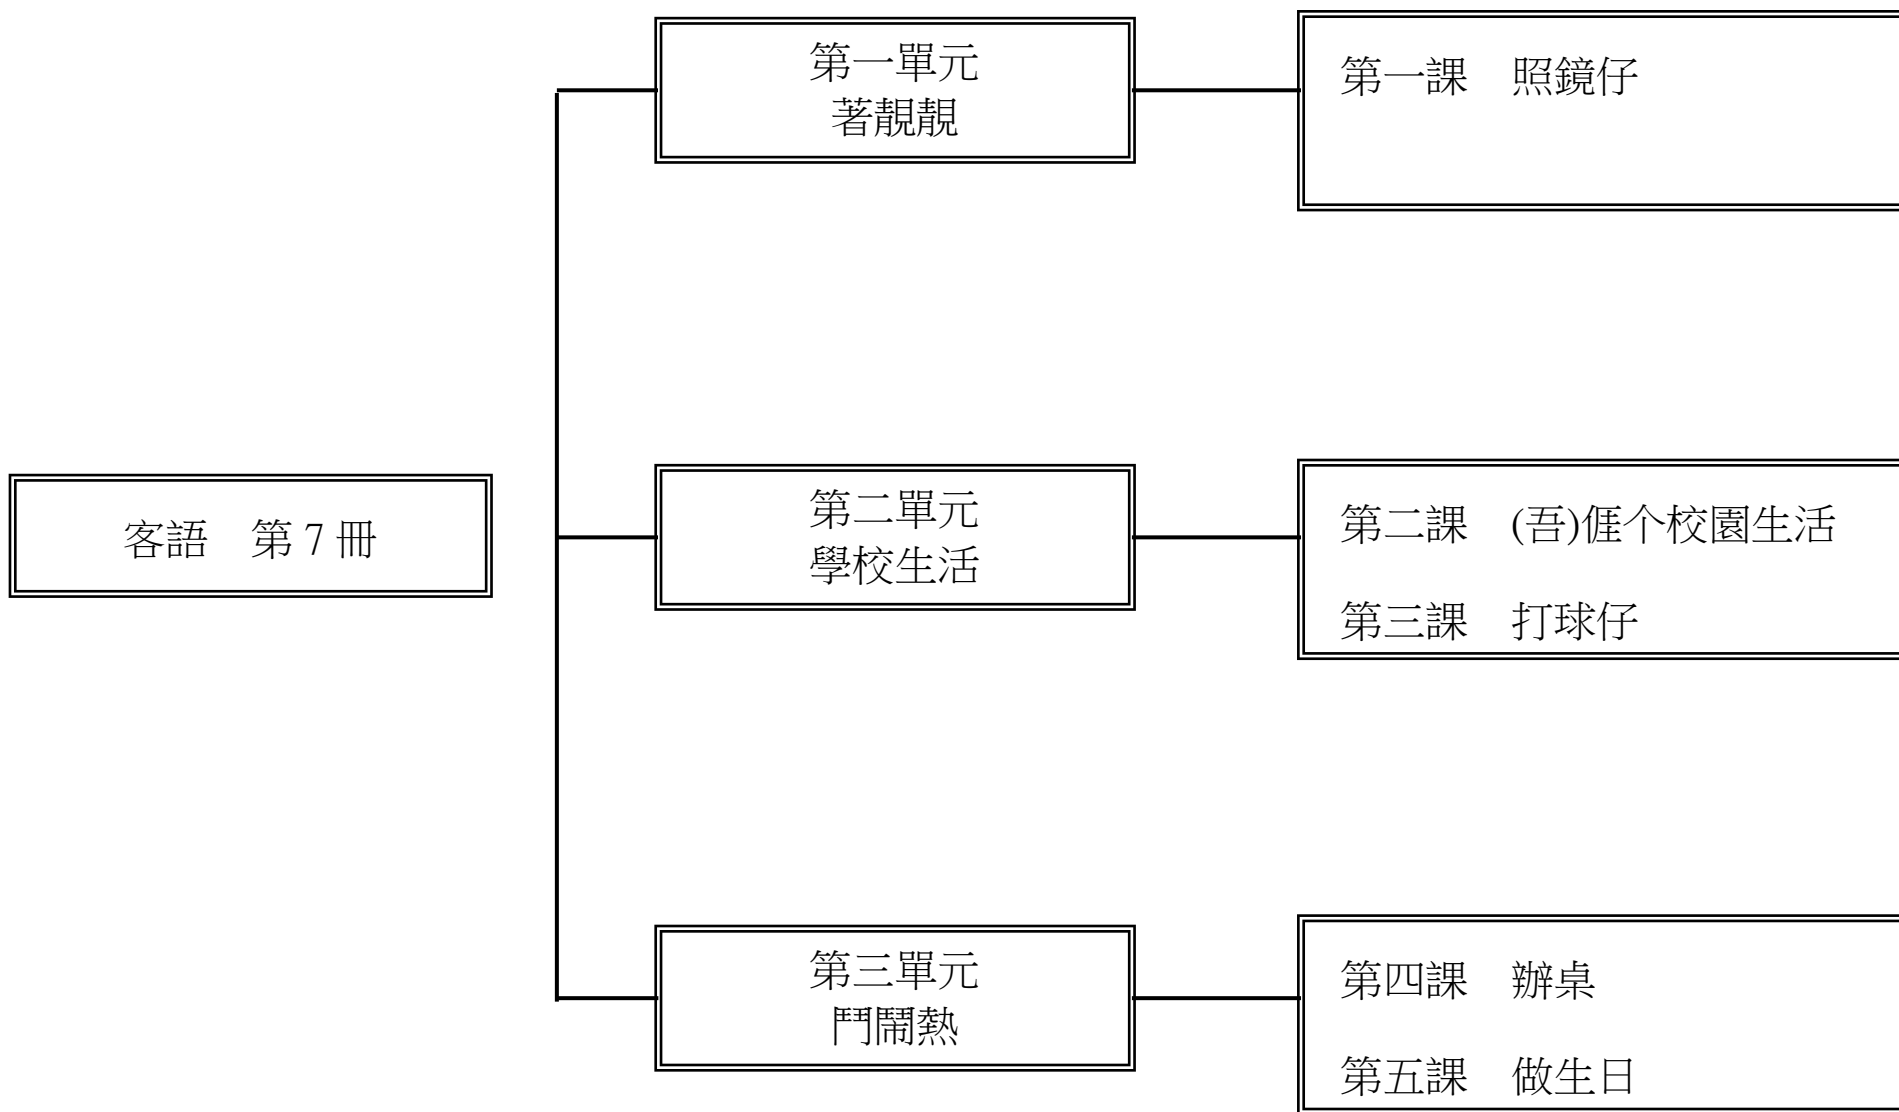 客語　第 7 冊
第一單元
著靚靚
第一課　照鏡仔
第二單元
學校生活
第二課　(吾)𠊎个校園生活
第三課　打球仔
第三單元
鬥鬧熱
第四課　辦桌
第五課　做生日